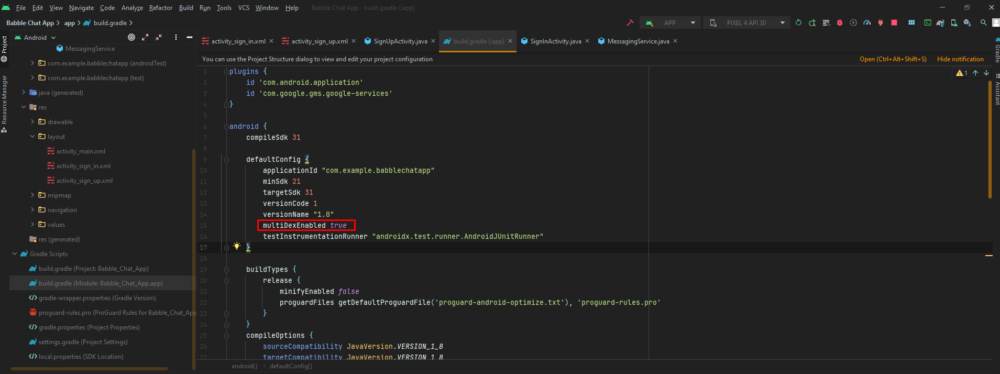 File Edit View Navigate Code Analyze Refactor Build Run Tools VCS Window Help Babble Chat App - build.gradle (:app)
Babble Chat App app build.gradle APP PIXEL 4 API 30
Project
Resource Manager
Android
MessagingService
com.example.babblechatapp (androidTest)
com.example.babblechatapp (test)
java (generated)
res
drawable
layout
activity_main.xml
activity_sign_in.xml
activity_sign_up.xml
mipmap
navigation
values
res (generated)
Gradle Scripts
build.gradle (Project: Babble_Chat_App)
build.gradle (Module: Babble_Chat_App.app)
gradle-wrapper.properties (Gradle Version)
proguard-rules.pro (ProGuard Rules for Babble_Chat_App
gradle.properties (Project Properties)
settings.gradle (Project Settings)
local.properties (SDK Location)
activity_sign_in.xml activity_sign_up.xml SignUpActivity.java build.gradle (:app) SignInActivity.java MessagingService.java
You can use the Project Structure dialog to view and edit your project configuration Open (Ctrl+Alt+Shift+S) Hide notification
1 plugins {
2 id 'com.android.application'
3 id 'com.google.gms.google-services'
4 }
5
6 android {
7 compileSdk 31
8
9 defaultConfig {
10 applicationId "com.example.babblechatapp"
11 minSdk 21
12 targetSdk 31
13 versionCode 1
14 versionName "1.0"
15 multiDexEnabled true
16 testInstrumentationRunner "androidx.test.runner.AndroidJUnitRunner"
17 }
18
19 buildTypes {
20 release {
21 minifyEnabled false
22 proguardFiles getDefaultProguardFile('proguard-android-optimize.txt'), 'proguard-rules.pro'
23 }
24 }
25 compileOptions {
26 sourceCompatibility JavaVersion.VERSION_1_8
27 targetCompatibility JavaVersion.VERSION_1_8
android{} defaultConfig{}
1
Gradle
Assistant